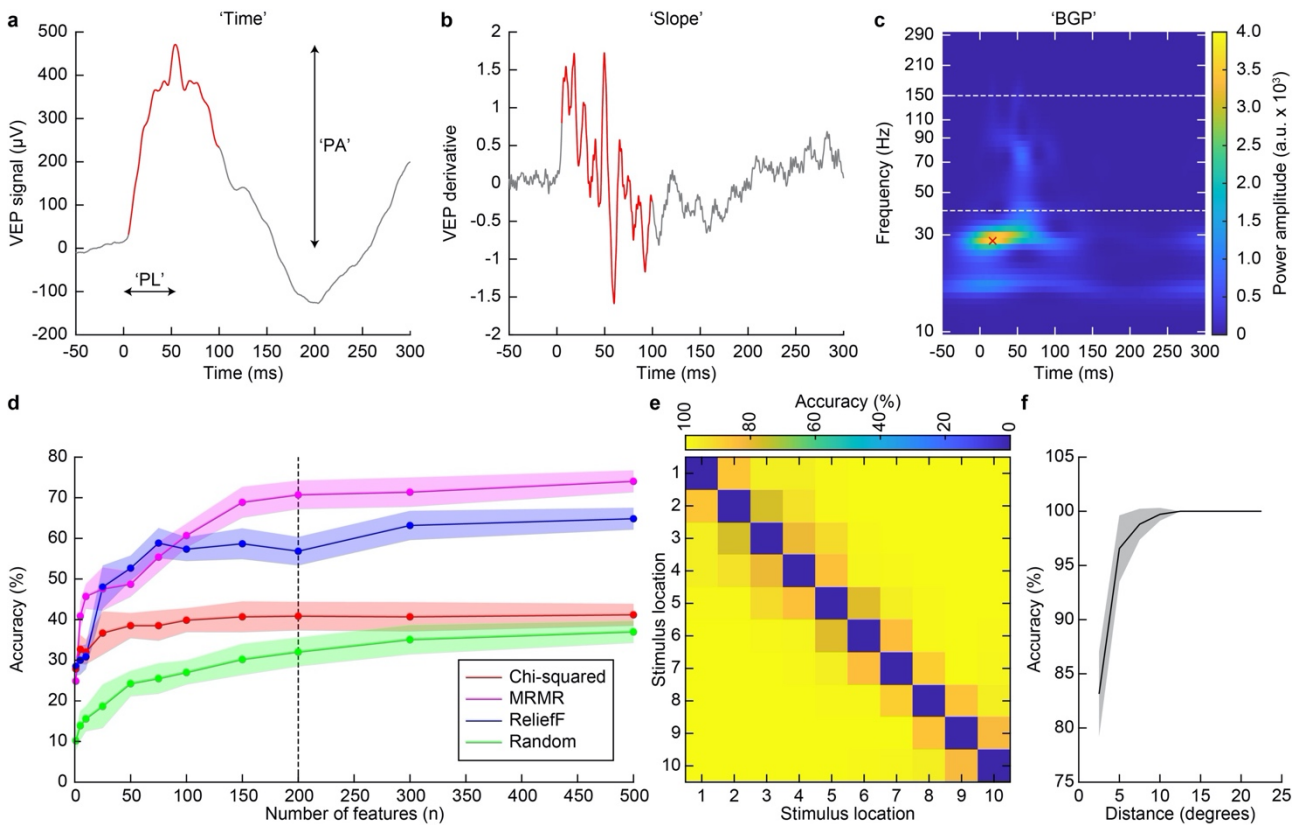 a
'Time'
500
400
300
200
100
0
-100
-200
VEP signal (µV)
'PA'
'PL'
-50 0 50 100 150 200 250 300
Time (ms)
b
'Slope'
2
1.5
1
0.5
0
-0.5
-1
-1.5
-2
VEP derivative
-50 0 50 100 150 200 250 300
Time (ms)
c
'BGP'
290
210
150
110
90
70
50
30
10
Frequency (Hz)
-50 0 50 100 150 200 250 300
Time (ms)
4.0
3.5
3.0
2.5
2.0
1.5
1.0
0.5
0
Power amplitude (a.u. x 10³)
d
80
70
60
50
40
30
20
10
0
Accuracy (%)
Chi-squared
MRMR
ReliefF
Random
0 50 100 150 200 250 300 350 400 450 500
Number of features (n)
e
Accuracy (%)
100 80 60 40 20 0
1
2
3
4
5
6
7
8
9
10
Stimulus location
1 2 3 4 5 6 7 8 9 10
Stimulus location
f
105
100
95
90
85
80
75
Accuracy (%)
0 5 10 15 20 25
Distance (degrees)